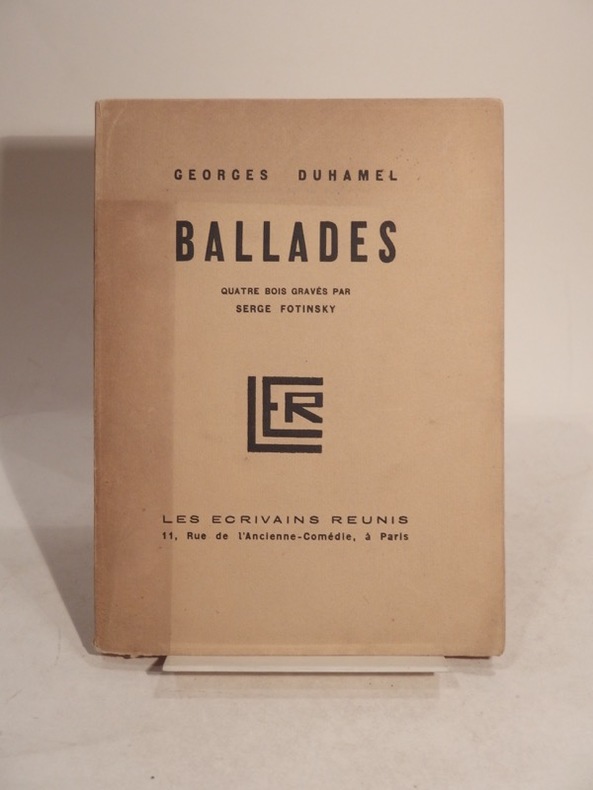 GEORGES DUHAMEL
BALLADES
QUATRE BOIS GRAVÉS PAR
SERGE FOTINSKY
LER
LES ECRIVAINS REUNIS
11, Rue de l'Ancienne-Comédie, à Paris